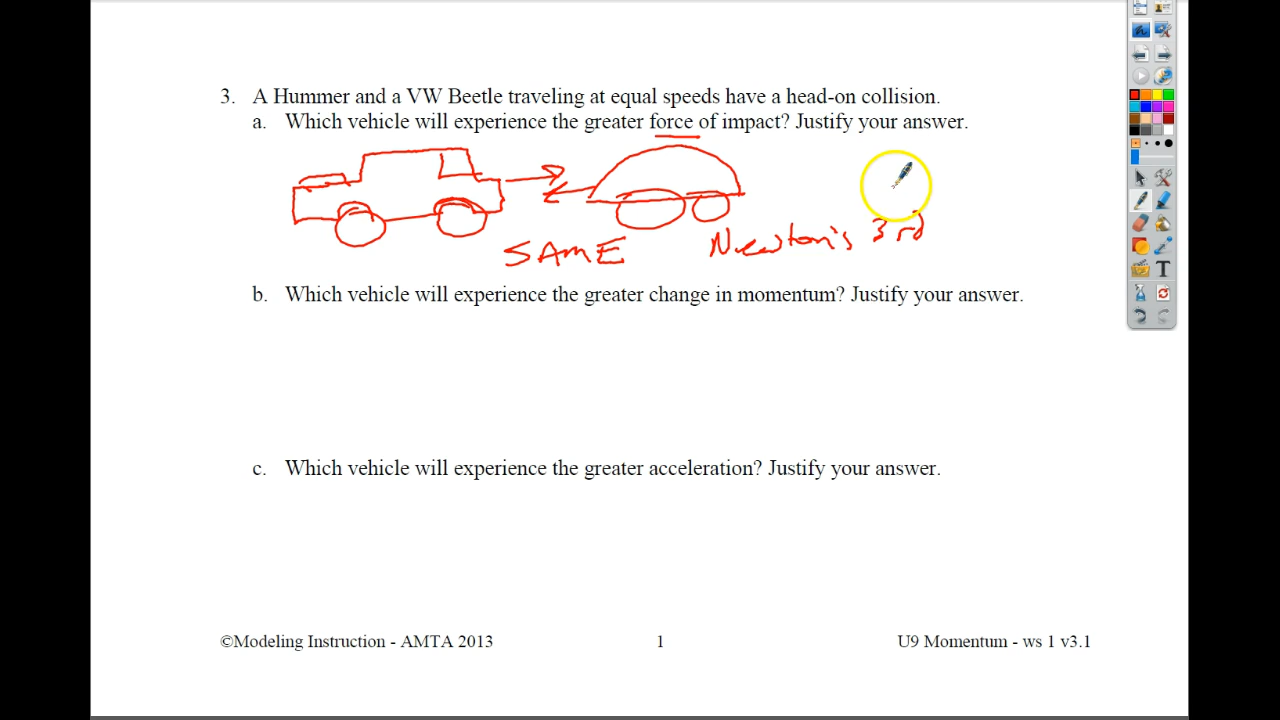 3. A Hummer and a VW Beetle traveling at equal speeds have a head-on collision.
a. Which vehicle will experience the greater force of impact? Justify your answer.
SAME Newton's 3rd
b. Which vehicle will experience the greater change in momentum? Justify your answer.
c. Which vehicle will experience the greater acceleration? Justify your answer.
©Modeling Instruction - AMTA 2013 1 U9 Momentum - ws 1 v3.1
T